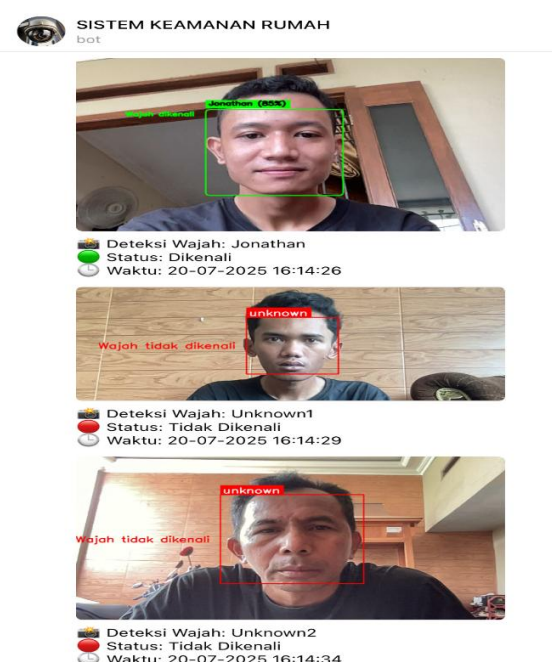 SISTEM KEAMANAN RUMAH
bot
Jonathan (85%)
Wajah dikenali
📸 Deteksi Wajah: Jonathan
🟢 Status: Dikenali
🕒 Waktu: 20-07-2025 16:14:26
unknown
Wajah tidak dikenali
📸 Deteksi Wajah: Unknown1
🔴 Status: Tidak Dikenali
🕒 Waktu: 20-07-2025 16:14:29
unknown
Wajah tidak dikenali
📸 Deteksi Wajah: Unknown2
🔴 Status: Tidak Dikenali
🕒 Waktu: 20-07-2025 16:14:34